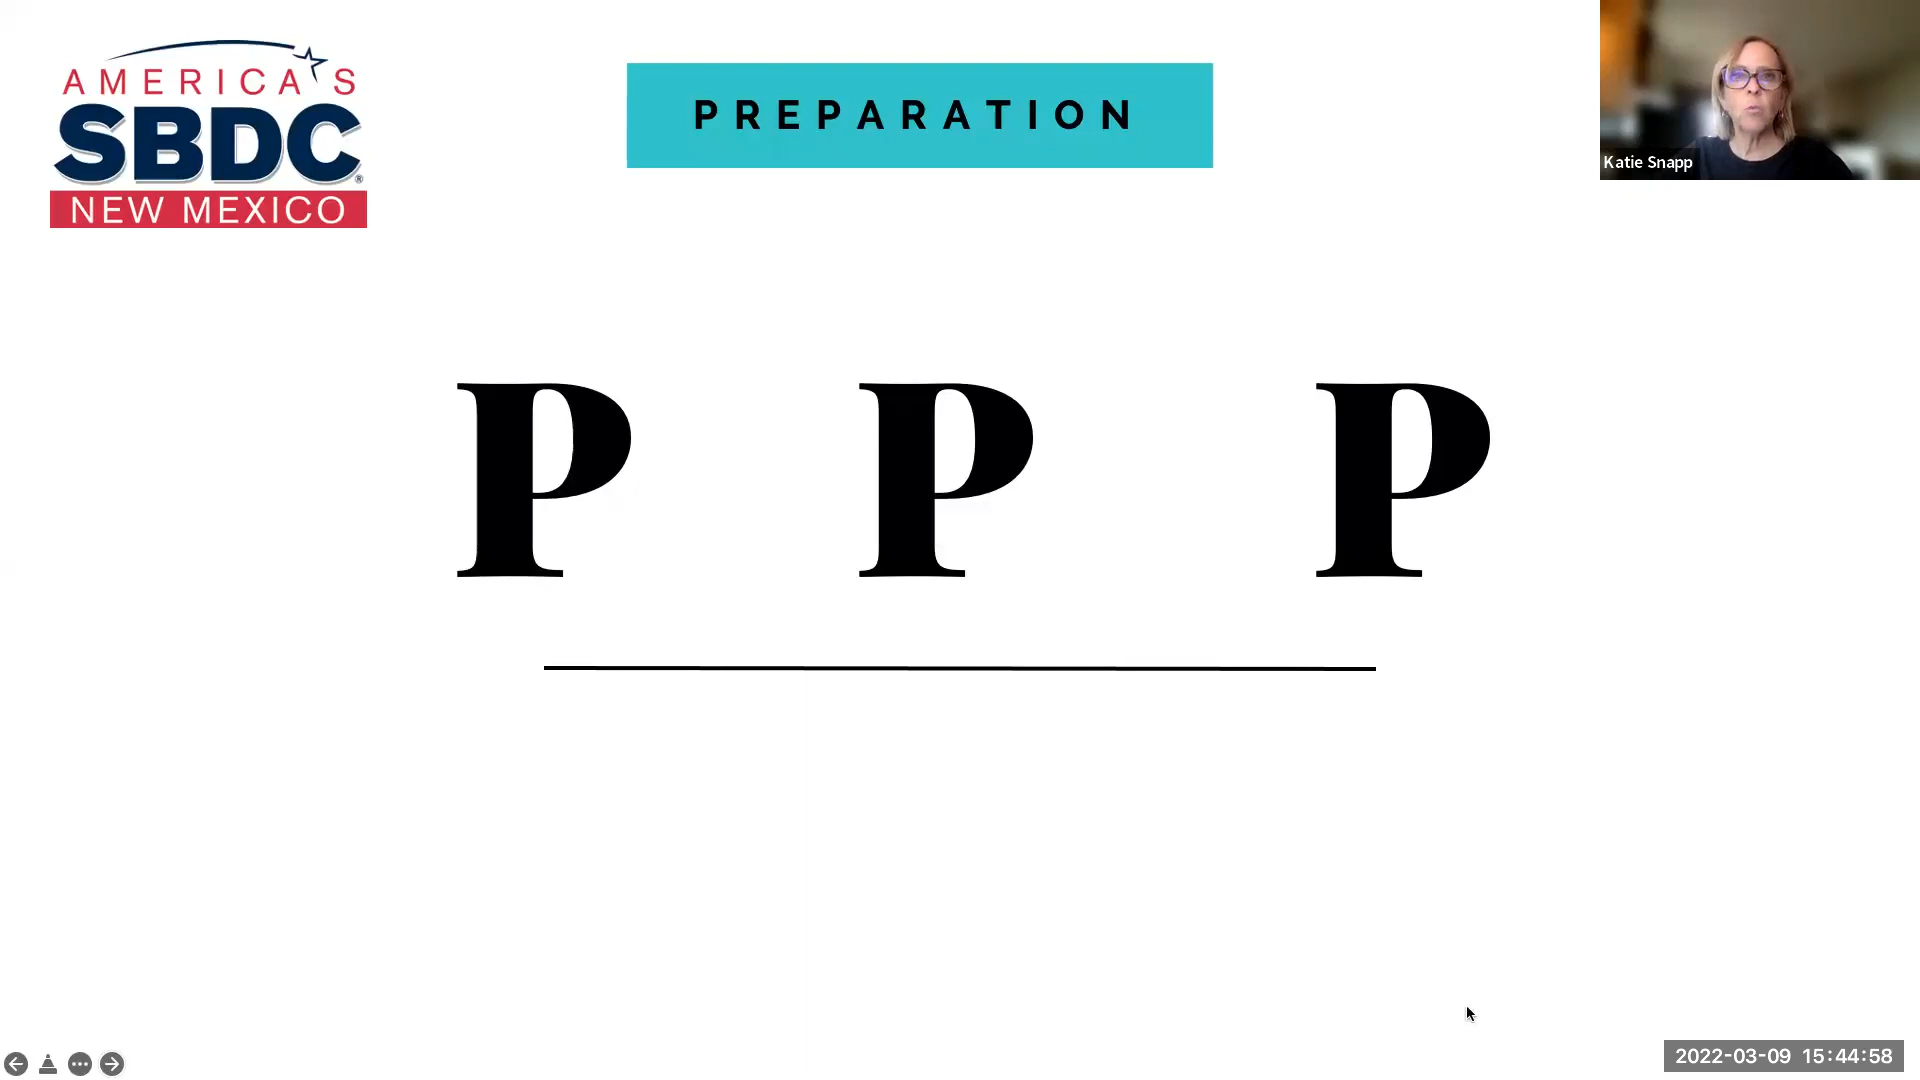 AMERICA'S
SBDC®
NEW MEXICO
PREPARATION
Katie Snapp
P P P
2022-03-09 15:44:58